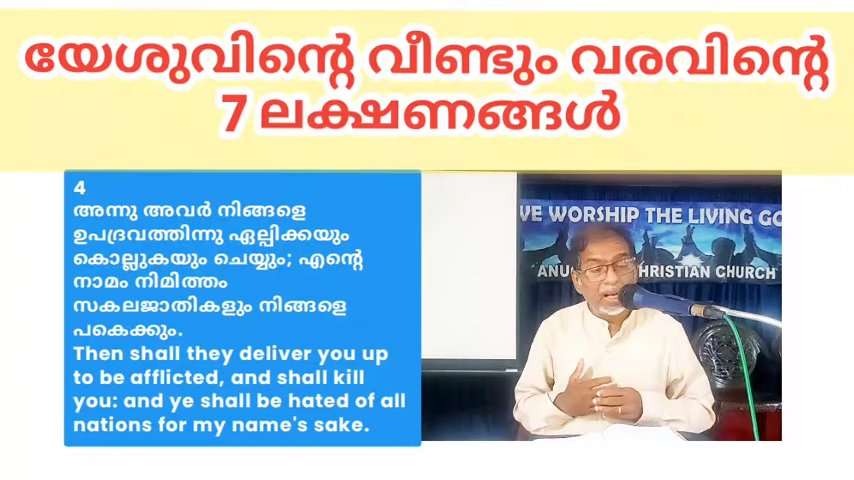 യേശുവിന്റെ വീണ്ടും വരവിന്റെ
7 ലക്ഷണങ്ങൾ
4
അന്നു അവർ നിങ്ങളെ
ഉപദ്രവത്തിന്നു ഏല്പിക്കയും
കൊല്ലുകയും ചെയ്യും; എന്റെ
നാമം നിമിത്തം
സകലജാതികളും നിങ്ങളെ
പകെക്കും.
Then shall they deliver you up
to be afflicted, and shall kill
you: and ye shall be hated of all
nations for my name's sake.
WORSHIP THE LIVING
CHRISTIAN CHURCH